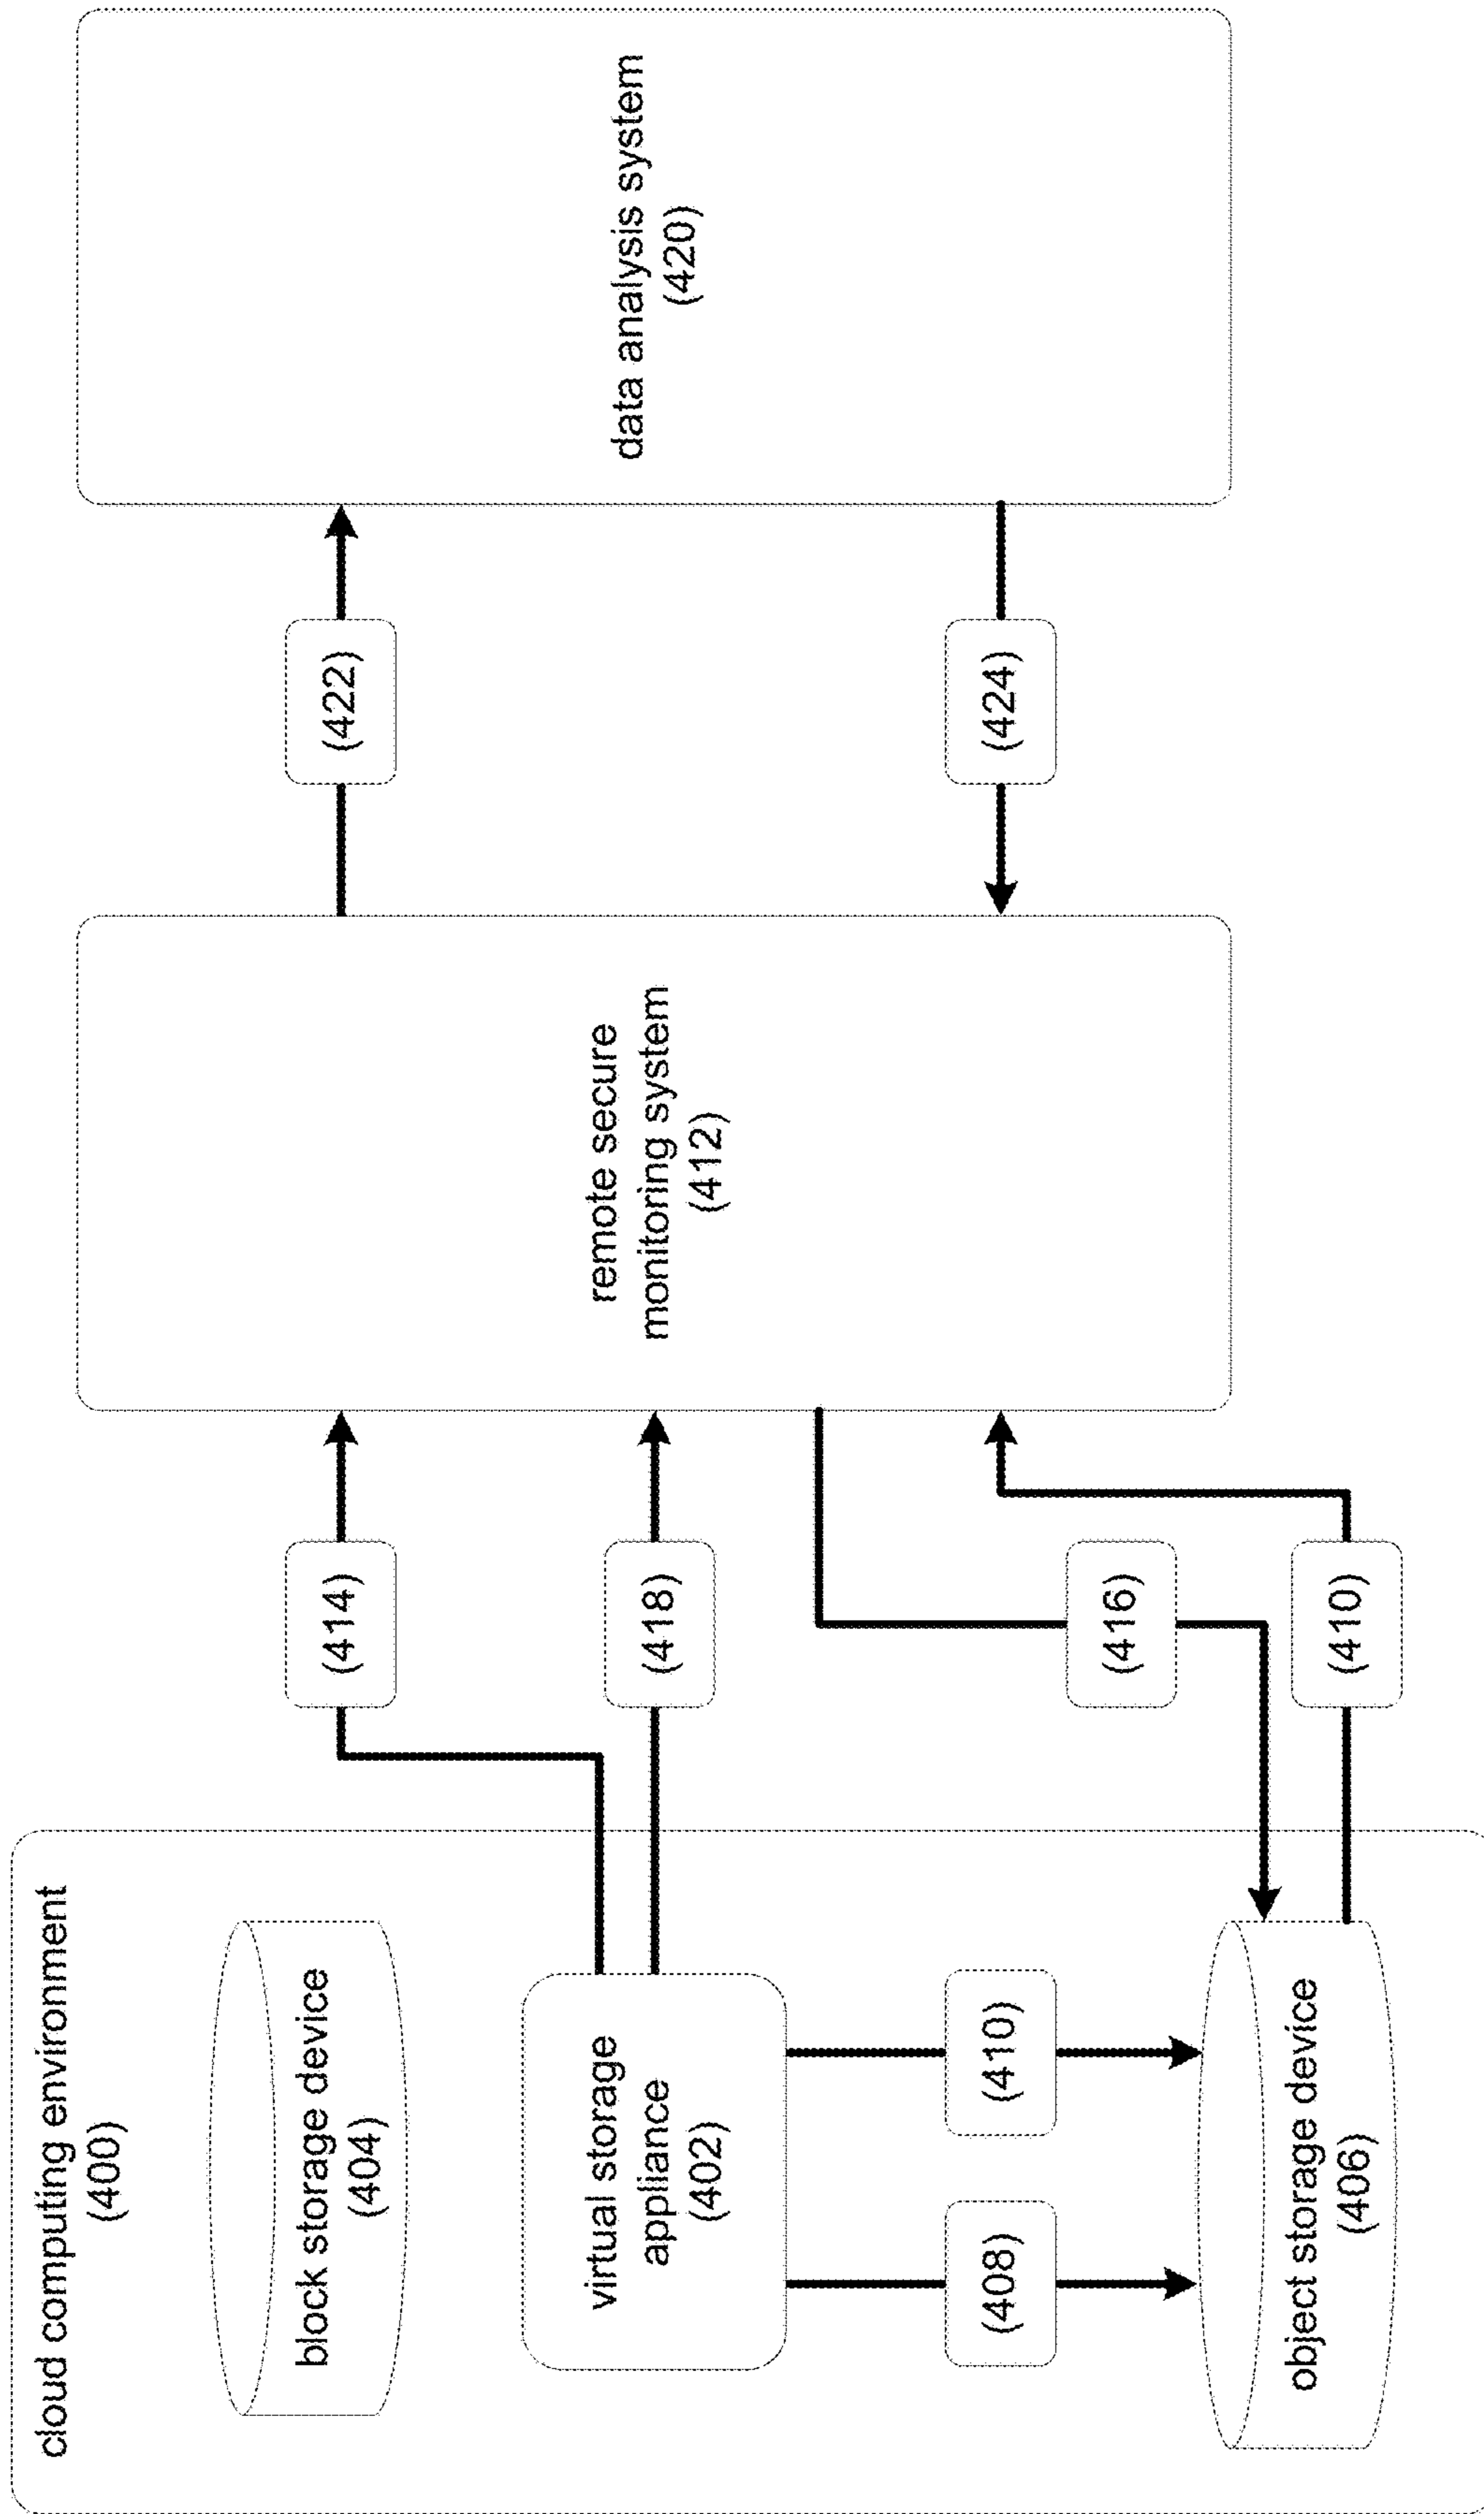 cloud computing environment
(400)
block storage device
(404)
virtual storage
appliance
(402)
(408)
(410)
object storage device
(406)
(414)
(418)
(416)
(410)
remote secure
monitoring system
(412)
(422)
(424)
data analysis system
(420)